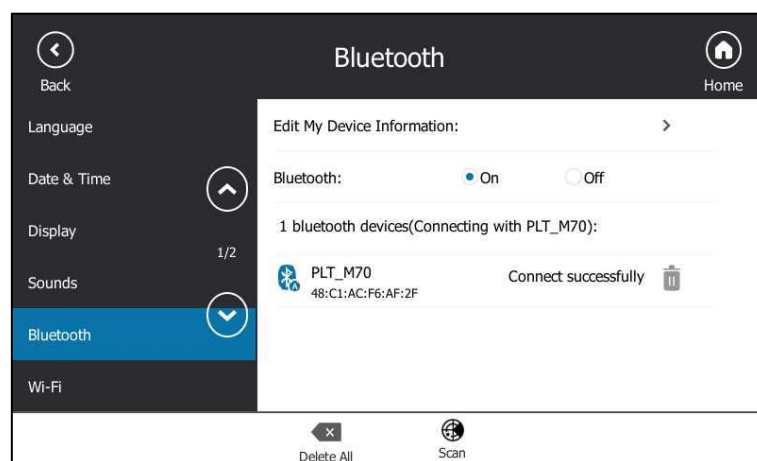 Bluetooth
Back
Home
Language
Date & Time
Display
1/2
Sounds
Bluetooth
Wi-Fi
Edit My Device Information:
Bluetooth: On Off
1 bluetooth devices(Connecting with PLT_M70):
PLT_M70 Connect successfully
48:C1:AC:F6:AF:2F
Delete All
Scan